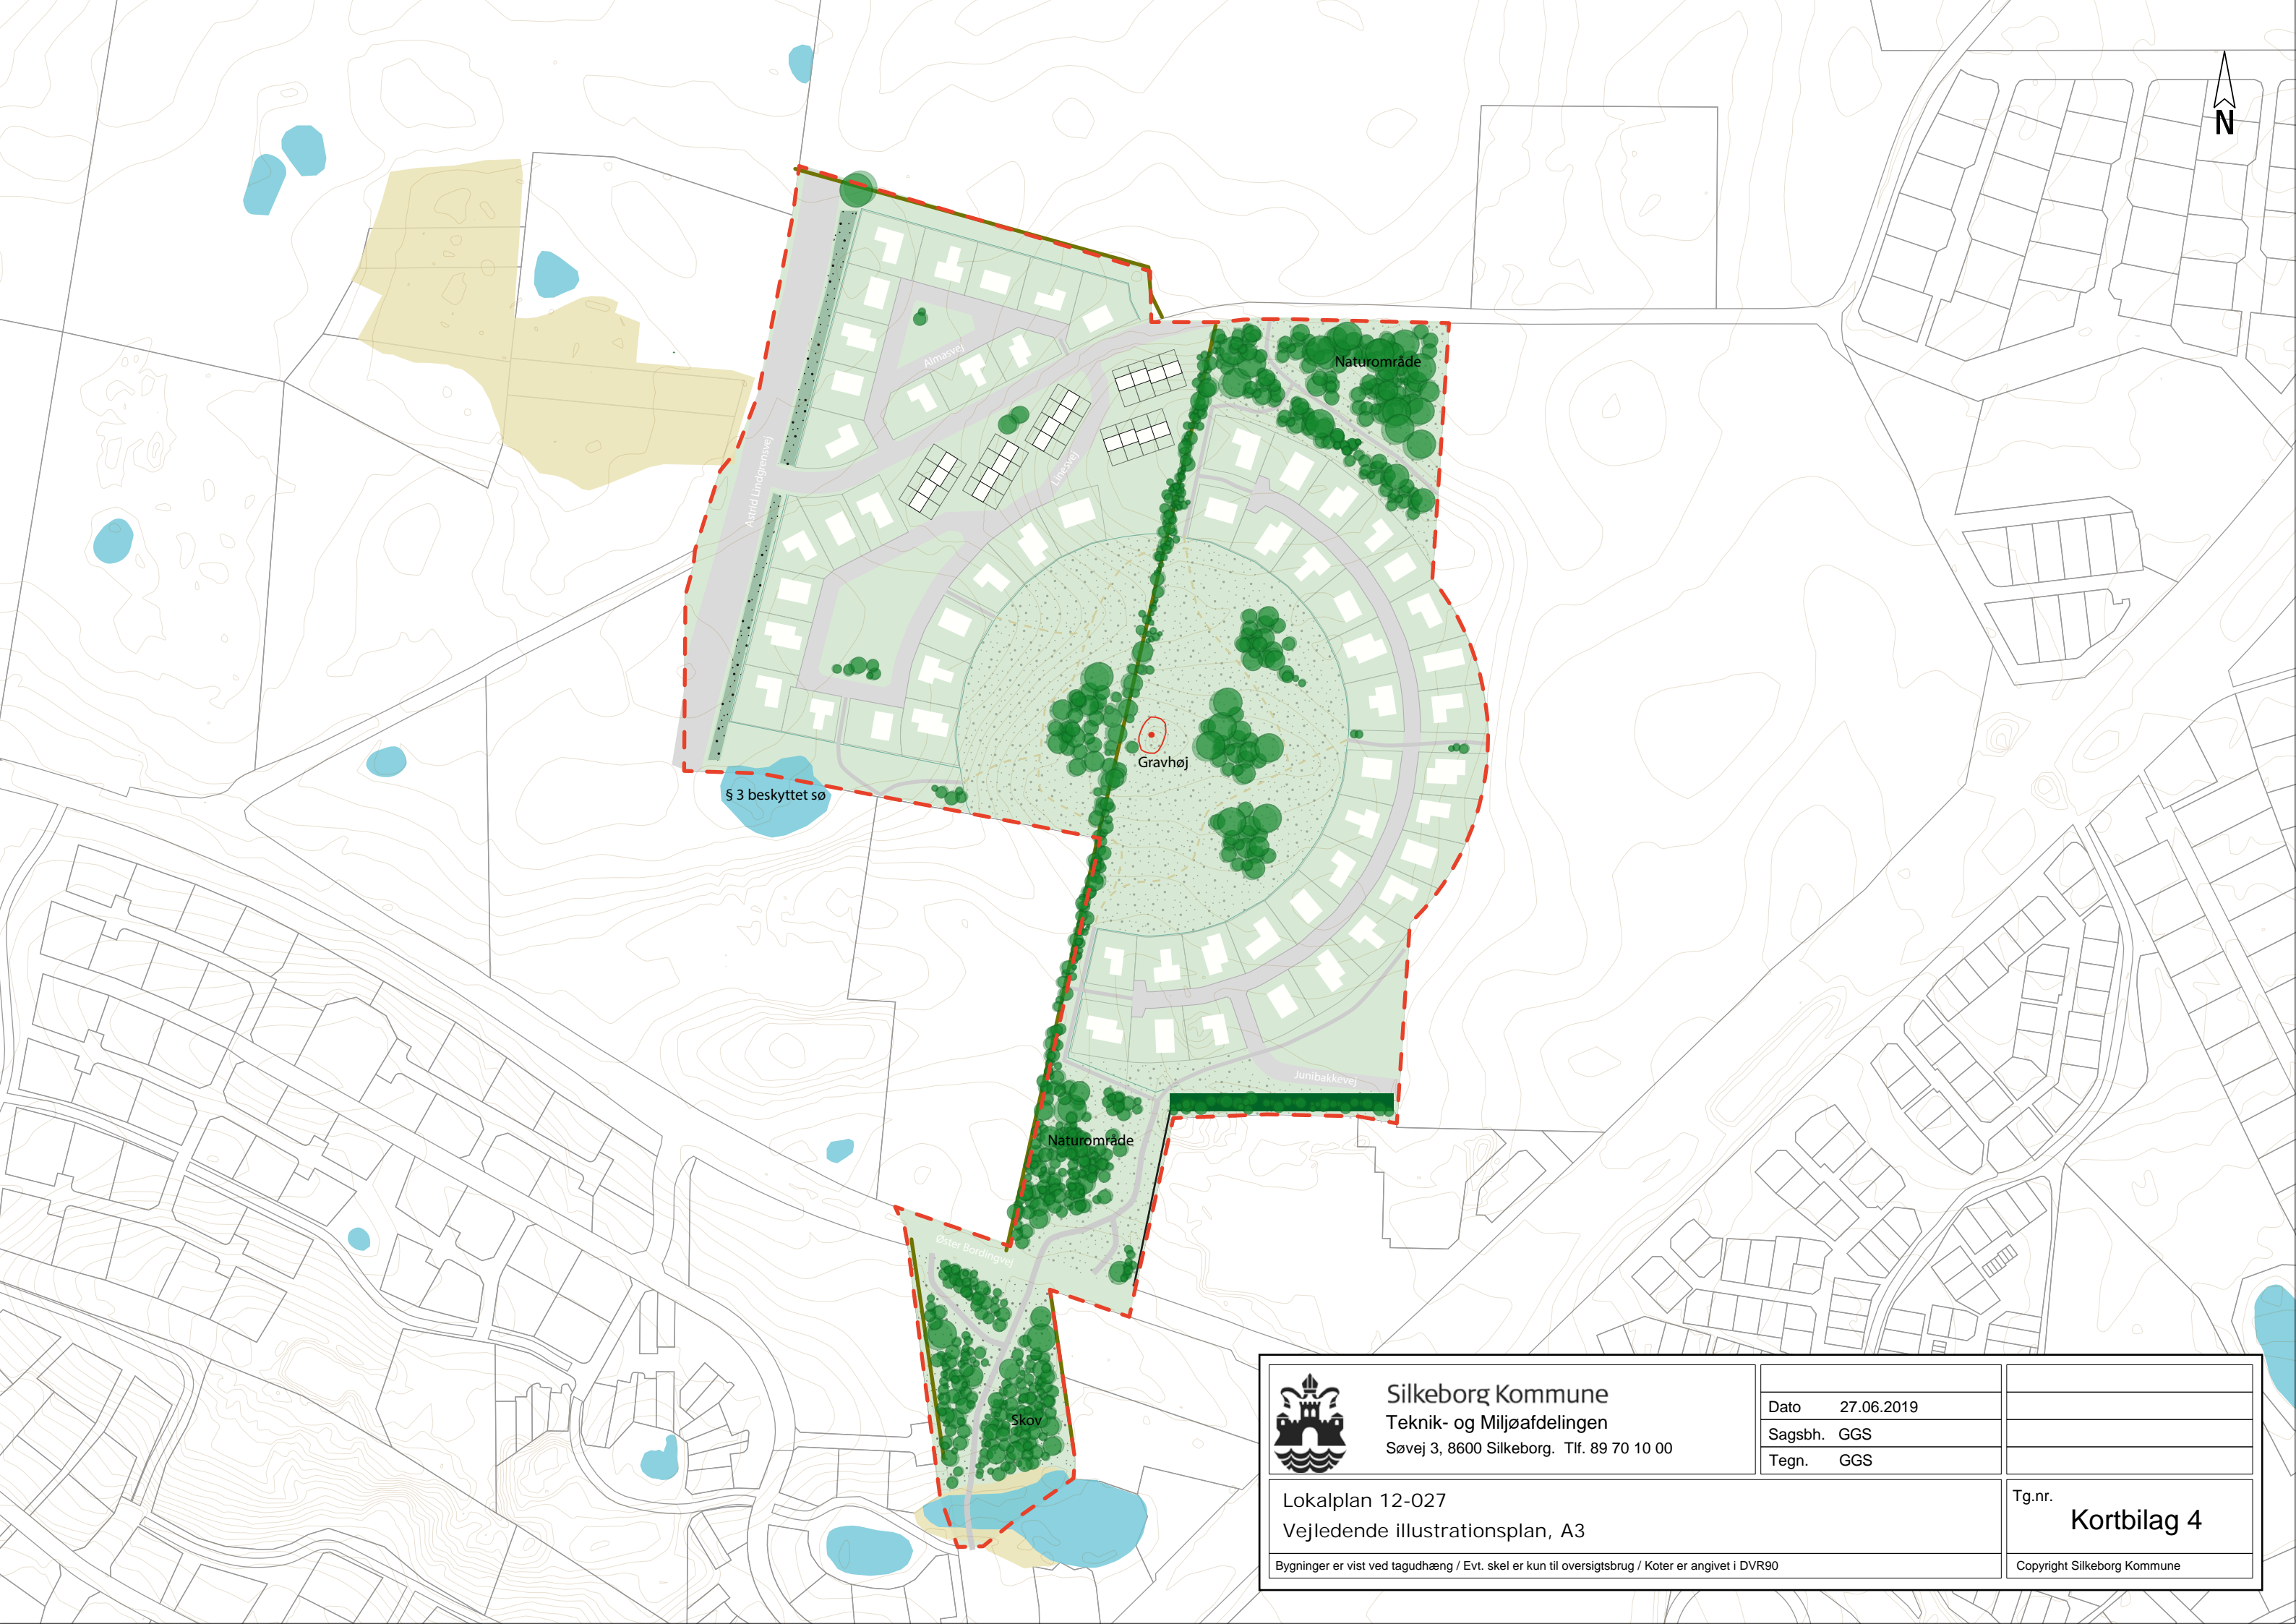 N
Naturområde
Almasvej
Linasvej
Astrid Lindgrensvej
Gravhøj
§ 3 beskyttet sø
Junibakkevej
Naturområde
Øster Bordingvej
Skov
Silkeborg Kommune
Teknik- og Miljøafdelingen
Søvej 3, 8600 Silkeborg. Tlf. 89 70 10 00
Dato 27.06.2019
Sagsbh. GGS
Tegn. GGS
Lokalplan 12-027
Vejledende illustrationsplan, A3
Tg.nr.
Kortbilag 4
Bygninger er vist ved tagudhæng / Evt. skel er kun til oversigtsbrug / Koter er angivet i DVR90
Copyright Silkeborg Kommune